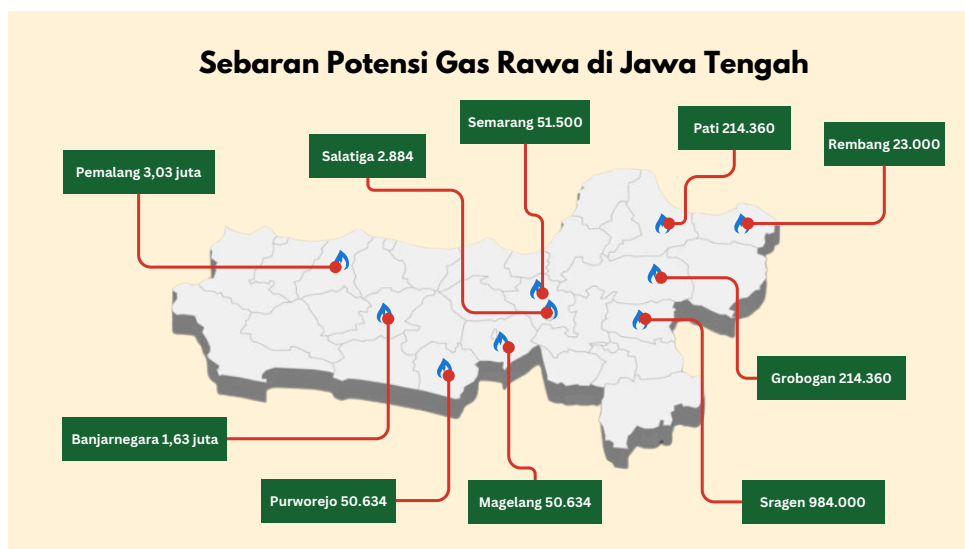 Sebaran Potensi Gas Rawa di Jawa Tengah
Semarang 51.500
Pati 214.360
Rembang 23.000
Salatiga 2.884
Pemalang 3,03 juta
Grobogan 214.360
Banjarnegara 1,63 juta
Purworejo 50.634
Magelang 50.634
Sragen 984.000